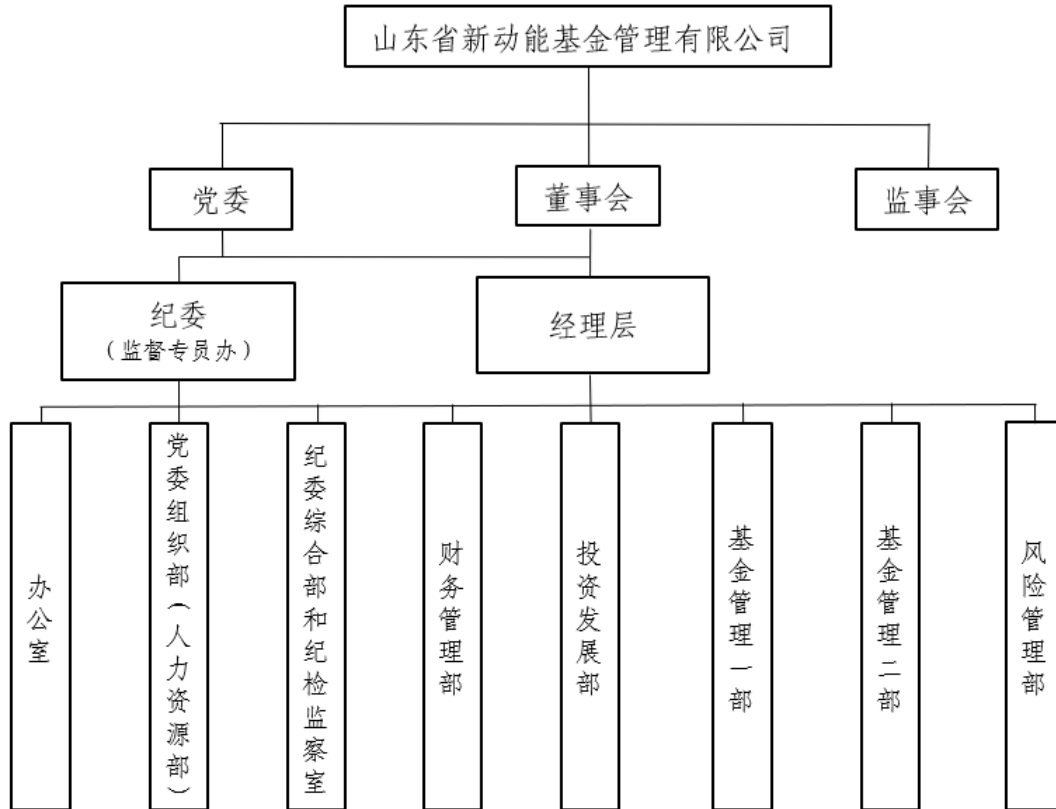 山东省新动能基金管理有限公司
党委
董事会
监事会
纪委
（监督专员办）
经理层
办公室
党委组织部（人力资源部）
纪委综合部和纪检监察室
财务管理部
投资发展部
基金管理一部
基金管理二部
风险管理部